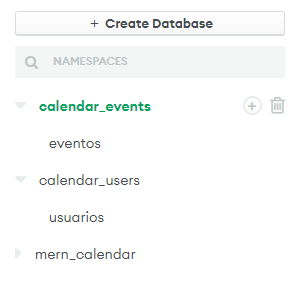 + Create Database
NAMESPACES
calendar_events
eventos
calendar_users
usuarios
mern_calendar